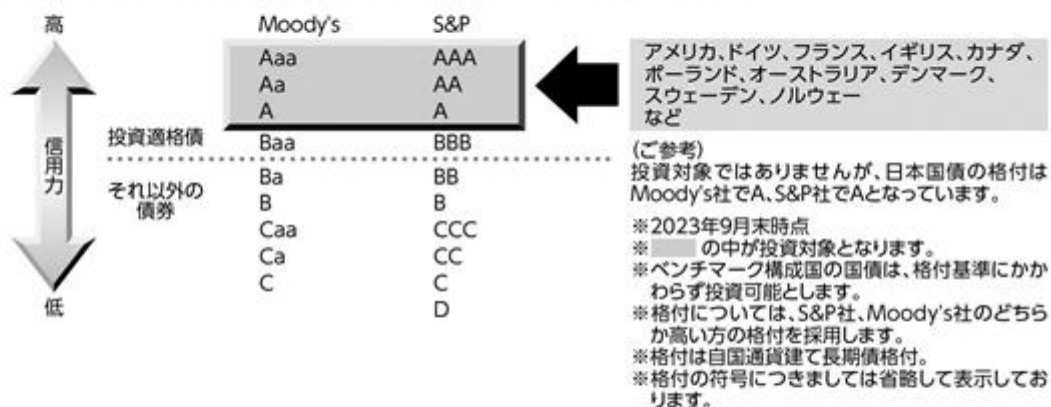 高
Moody's S&P
Aaa AAA
Aa AA
A A
投資適格債 Baa BBB
信用力
それ以外の
債券
Ba BB
B B
Caa CCC
Ca CC
C C
D
低
アメリカ、ドイツ、フランス、イギリス、カナダ、
ポーランド、オーストラリア、デンマーク、
スウェーデン、ノルウェー
など
(ご参考)
投資対象ではありませんが、日本国債の格付は
Moody's社でA、S&P社でAとなっています。
※2023年9月末時点
※ の中が投資対象となります。
※ベンチマーク構成国の国債は、格付基準にかか
わらず投資可能とします。
※格付については、S&P社、Moody's社のどちら
か高い方の格付を採用します。
※格付は自国通貨建て長期債格付。
※格付の符号につきましては省略して表示してお
ります。